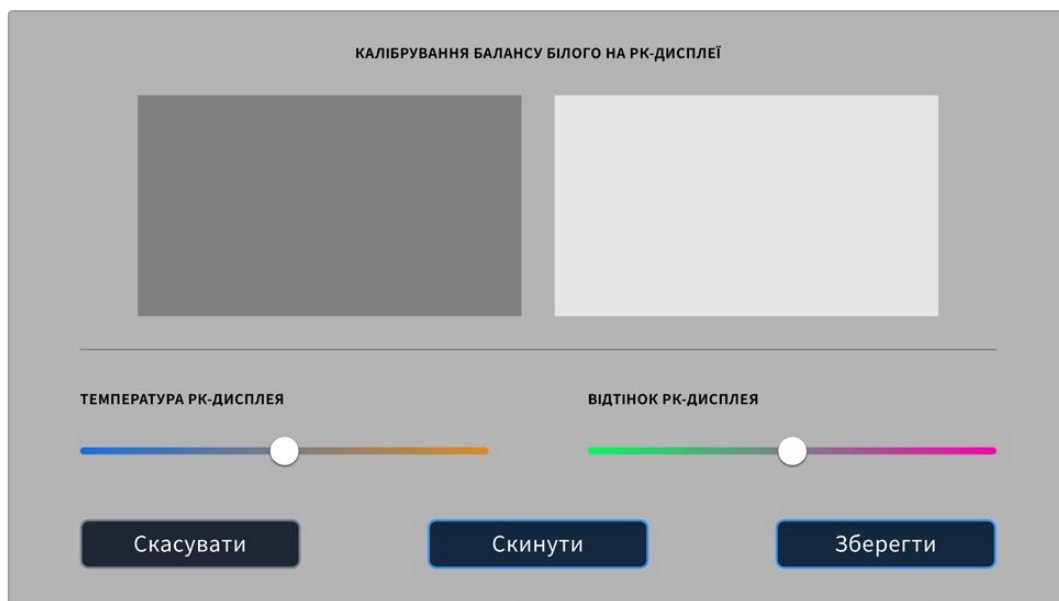 КАЛІБРУВАННЯ БАЛАНСУ БІЛОГО НА РК-ДИСПЛЕЇ
ТЕМПЕРАТУРА РК-ДИСПЛЕЯ
ВІДТІНОК РК-ДИСПЛЕЯ
Скасувати
Скинути
Зберегти